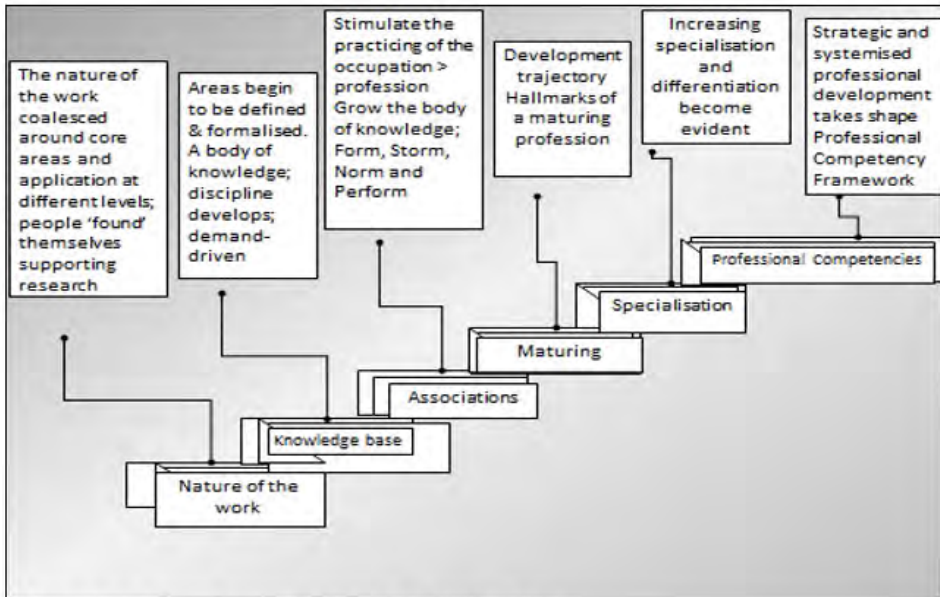 The nature of
the work
coalesced
around core
areas and
application at
different levels;
people ‘found’
themselves
supporting
research
Areas begin
to be defined
& formalised.
A body of
knowledge;
discipline
develops;
demand-
driven
Stimulate the
practicing of the
occupation >
profession
Grow the body
of knowledge;
Form, Storm,
Norm and
Perform
Development
trajectory
Hallmarks of
a maturing
profession
Increasing
specialisation
and
differentiation
become
evident
Strategic and
systemised
professional
development
takes shape
Professional
Competency
Framework
Professional Competencies
Specialisation
Maturing
Associations
Knowledge base
Nature of the
work